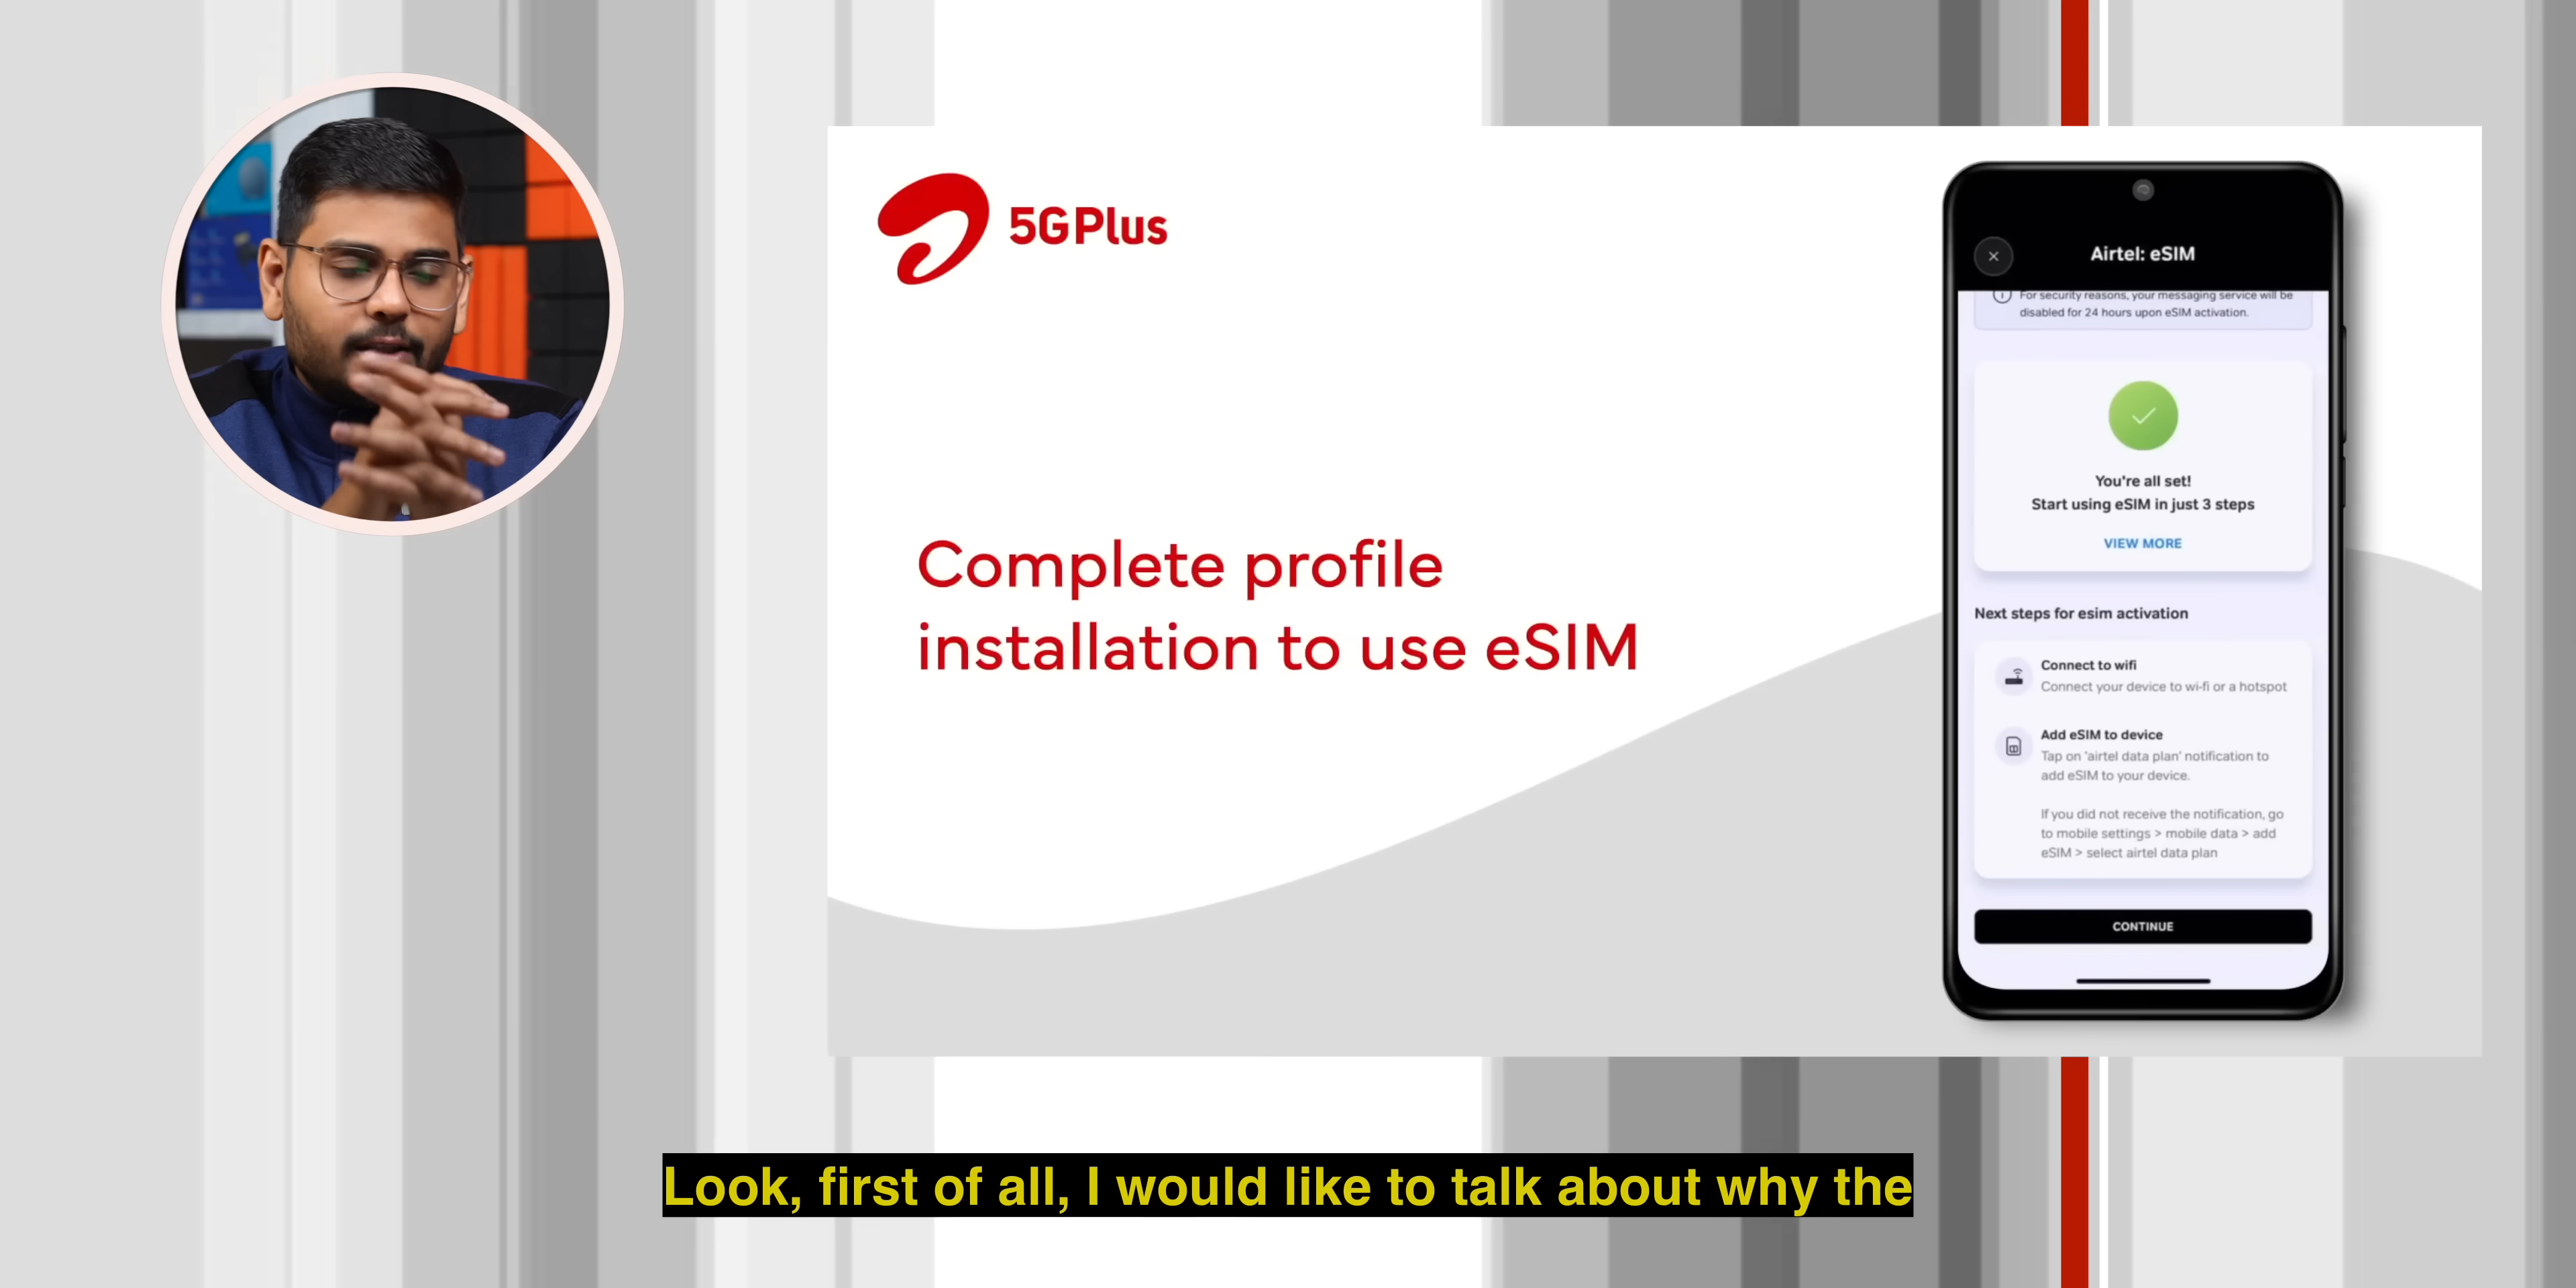 5G Plus
Complete profile
installation to use eSIM
Airtel: eSIM
For security reasons, your messaging service will be
disabled for 24 hours upon eSIM activation.
You're all set!
Start using eSIM in just 3 steps
VIEW MORE
Next steps for esim activation
Connect to wifi
Connect your device to wi-fi or a hotspot
Add eSIM to device
Tap on 'airtel data plan' notification to
add eSIM to your device.
If you did not receive the notification, go
to mobile settings > mobile data > add
eSIM > select airtel data plan
CONTINUE
Look, first of all, I would like to talk about why the